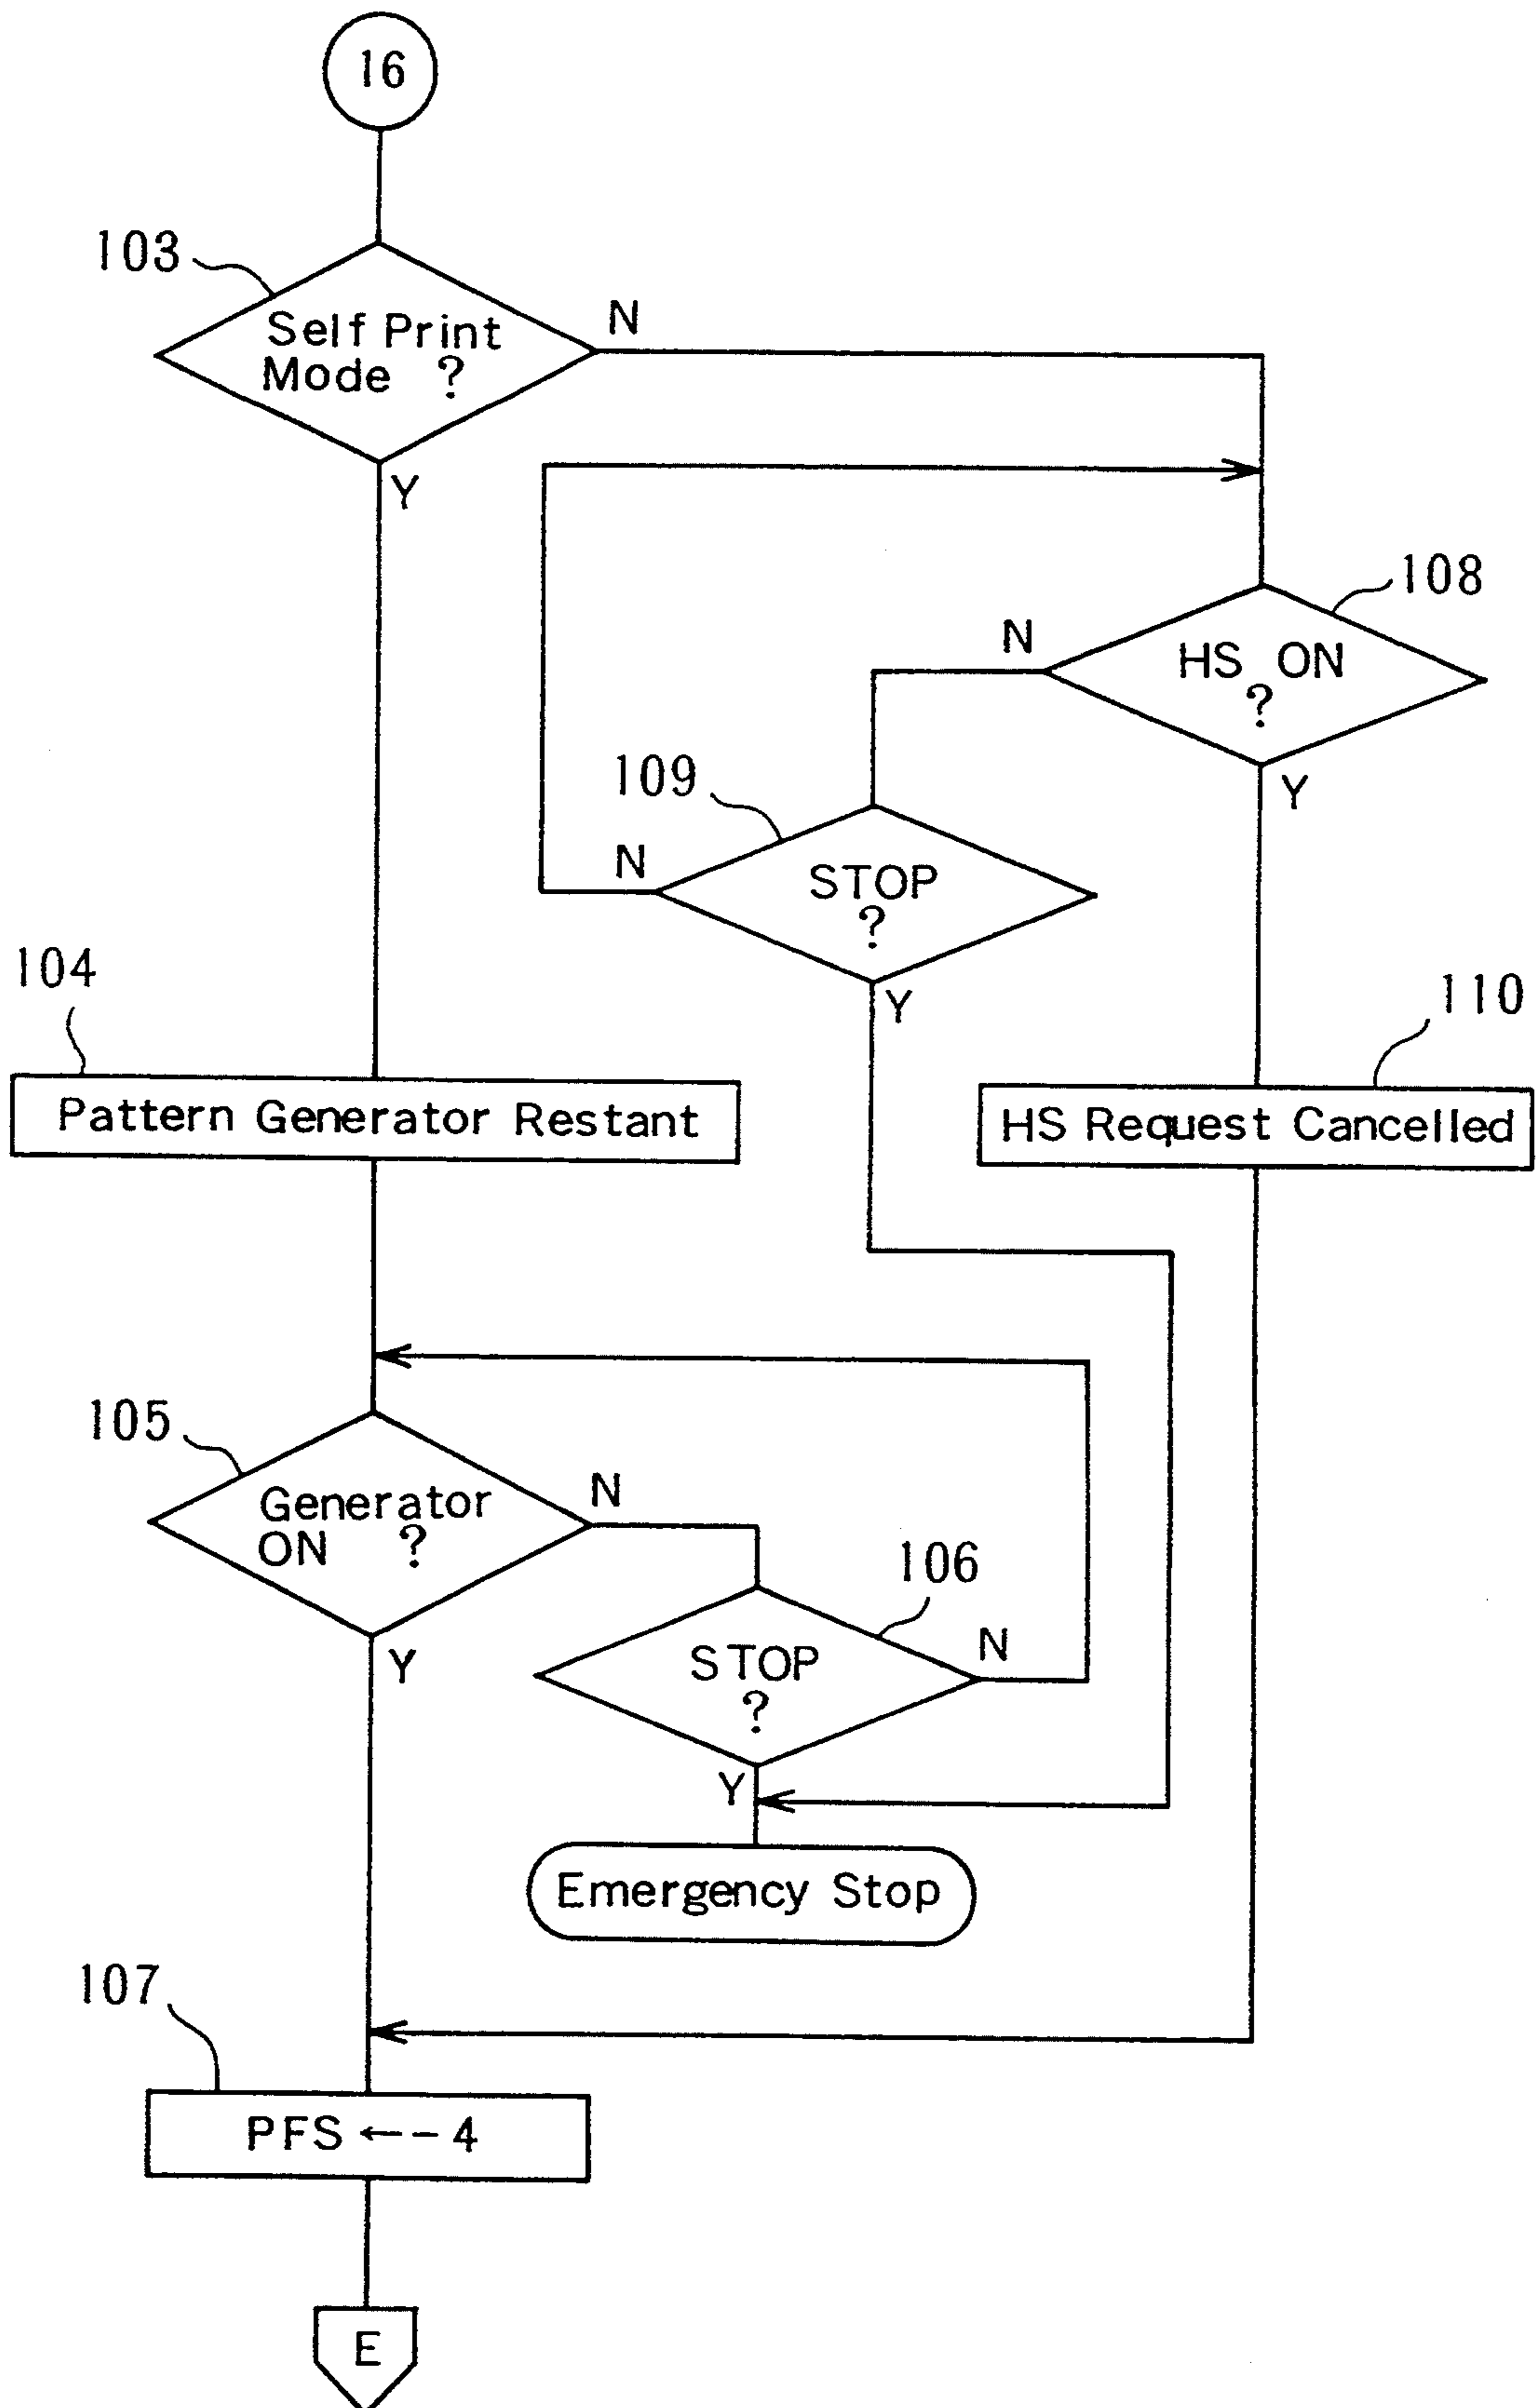 16
103
Self Print
Mode ?
N
Y
108
HS ON
?
N
Y
109
STOP
?
N
Y
104
Pattern Generator Restant
110
HS Request Cancelled
105
Generator
ON ?
N
Y
106
STOP
?
N
Y
Emergency Stop
107
PFS ←--4
E